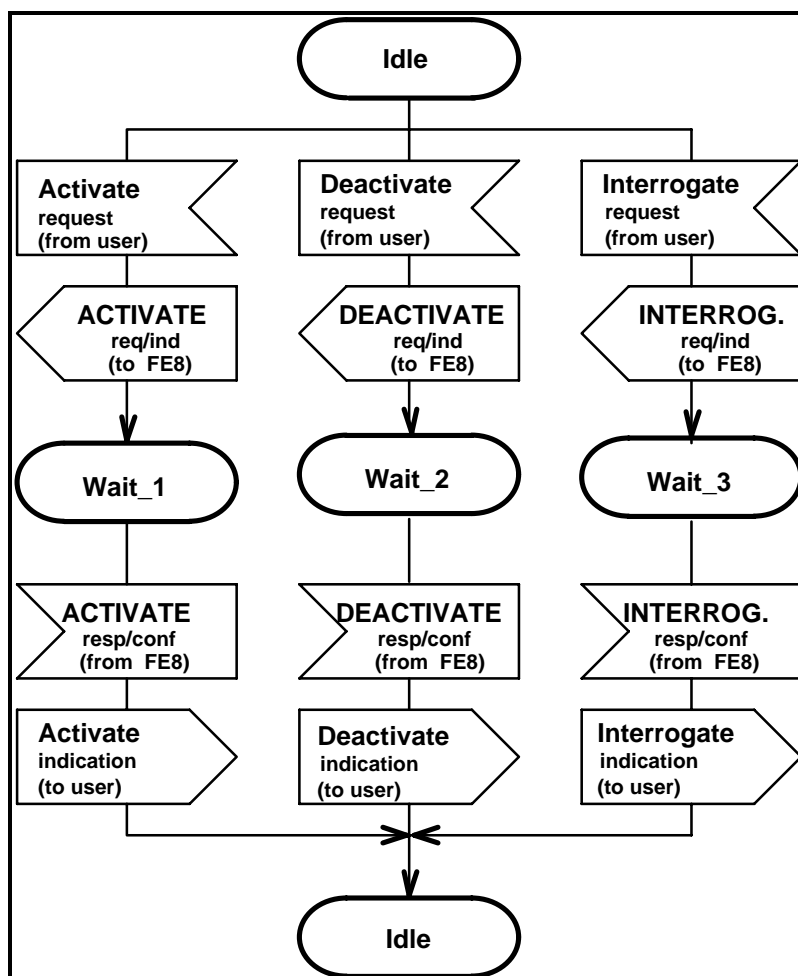 Idle
Activate
request
(from user)
Deactivate
request
(from user)
Interrogate
request
(from user)
ACTIVATE
req/ind
(to FE8)
DEACTIVATE
req/ind
(to FE8)
INTERROG.
req/ind
(to FE8)
Wait_1
Wait_2
Wait_3
ACTIVATE
resp/conf
(from FE8)
DEACTIVATE
resp/conf
(from FE8)
INTERROG.
resp/conf
(from FE8)
Activate
indication
(to user)
Deactivate
indication
(to user)
Interrogate
indication
(to user)
Idle